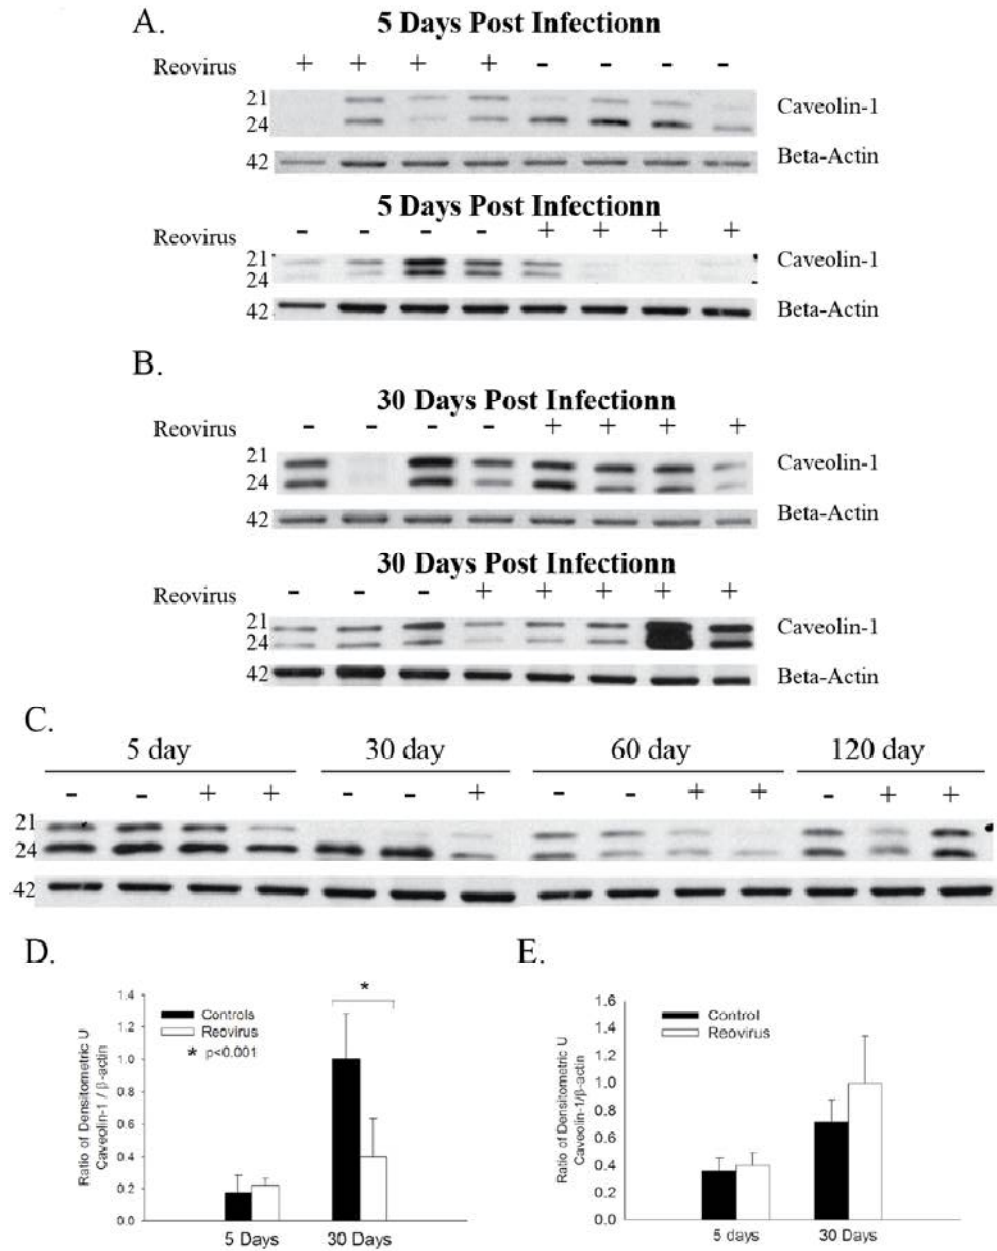 A.
5 Days Post Infectionn
Reovirus + + + + - - - -
21
24
Caveolin-1
42
Beta-Actin
5 Days Post Infectionn
Reovirus - - - - + + + +
21
24
Caveolin-1
42
Beta-Actin
B.
30 Days Post Infectionn
Reovirus - - - - + + + +
21
24
Caveolin-1
42
Beta-Actin
30 Days Post Infectionn
Reovirus - - - + + + + +
21
24
Caveolin-1
42
Beta-Actin
C.
5 day 30 day 60 day 120 day
- - + + - - + - - + + - + +
21
24
42
D.
Ratio of Densitometric U
Caveolin-1 / β-actin
1.4
1.2
1.0
0.8
0.6
0.4
0.2
0.0
Controls
Reovirus
* p<0.001
*
5 Days 30 Days
E.
Ratio of Densitometric U
Caveolin-1/β-actin
1.6
1.4
1.2
1.0
0.8
0.6
0.4
0.2
0.0
Control
Reovirus
5 days 30 Days